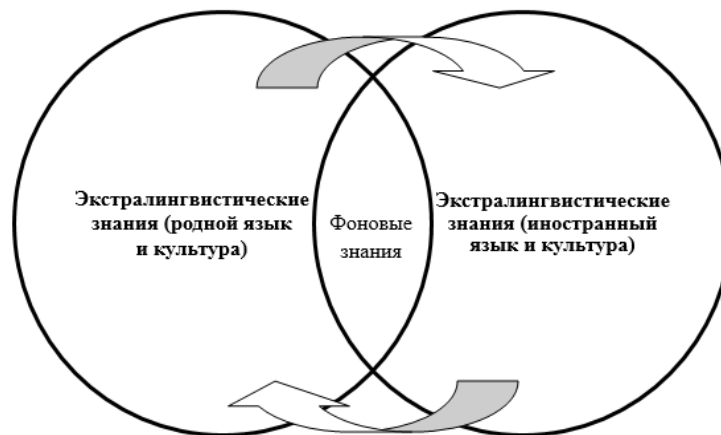 Экстралингвистические
знания (родной язык
и культура)
Фоновые
знания
Экстралингвистические
знания (иностранный
язык и культура)